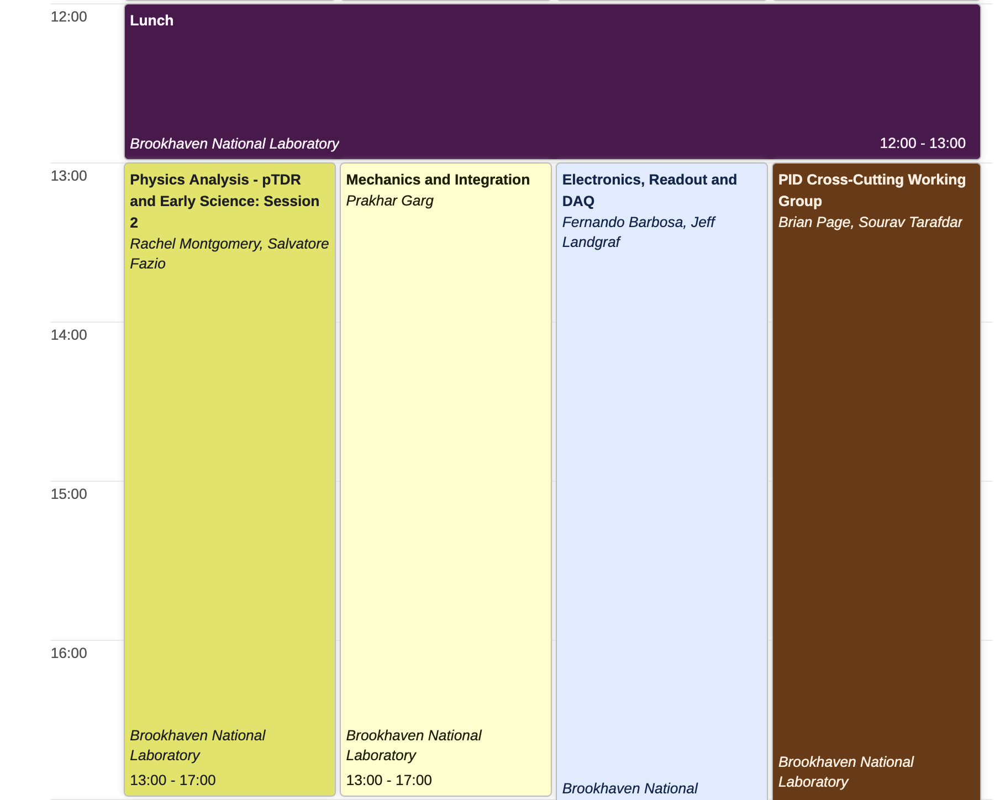 12:00
Lunch
Brookhaven National Laboratory
12:00 - 13:00
13:00
Physics Analysis - pTDR
and Early Science: Session
2
Rachel Montgomery, Salvatore
Fazio
Brookhaven National
Laboratory
13:00 - 17:00
Mechanics and Integration
Prakhar Garg
Brookhaven National
Laboratory
13:00 - 17:00
Electronics, Readout and
DAQ
Fernando Barbosa, Jeff
Landgraf
Brookhaven National
PID Cross-Cutting Working
Group
Brian Page, Sourav Tarafdar
Brookhaven National
Laboratory
14:00
15:00
16:00